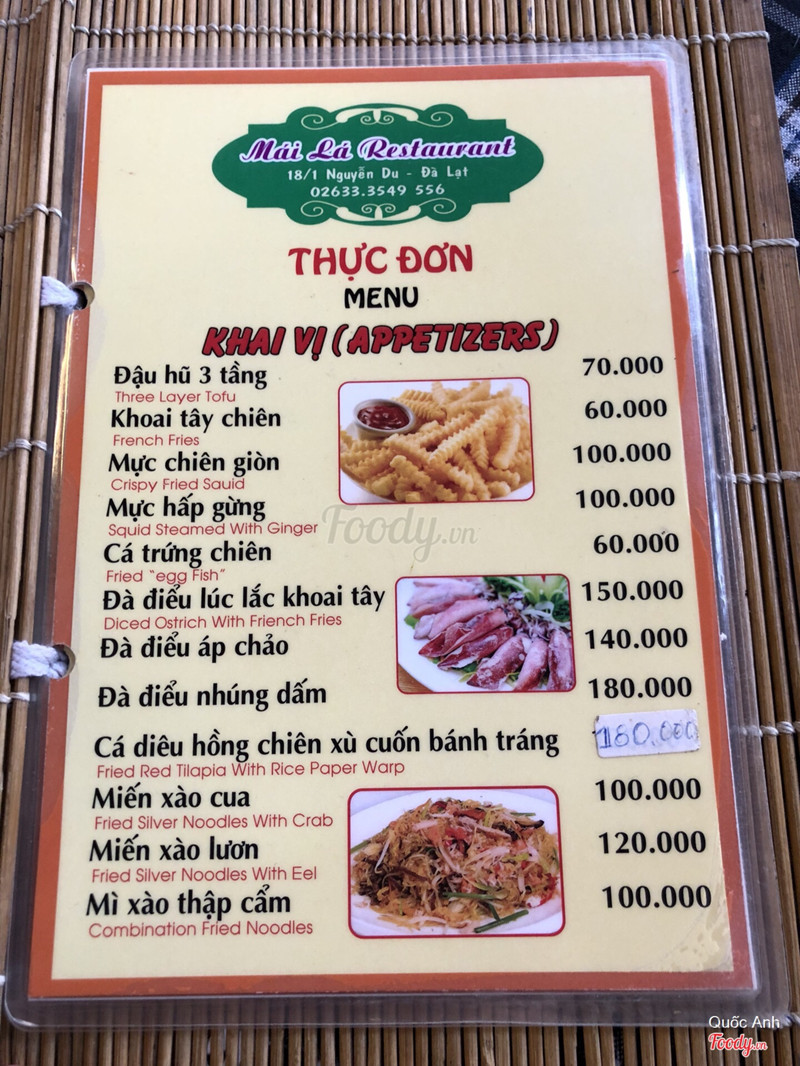 Mái Lá Restaurant
18/1 Nguyễn Du - Đà Lạt
02633.3549 556
THỰC ĐƠN
MENU
KHAI VỊ (APPETIZERS)
Đậu hũ 3 tầng 70.000
Three Layer Tofu
Khoai tây chiên 60.000
French Fries
Mực chiên giòn 100.000
Crispy Fried Sauid
Mực hấp gừng 100.000
Squid Steamed With Ginger
Foody.vn
Cá trứng chiên 60.000
Fried "egg Fish"
Đà điểu lúc lắc khoai tây 150.000
Diced Ostrich With Friench Fries
Đà điểu áp chảo 140.000
Đà điểu nhúng dấm 180.000
Cá diêu hồng chiên xù cuốn bánh tráng 160.000
Fried Red Tilapia With Rice Paper Warp
Miến xào cua 100.000
Fried Silver Noodles With Crab
Miến xào lươn 120.000
Fried Silver Noodles With Eel
Mì xào thập cẩm 100.000
Combination Fried Noodles
Quốc Anh
Foody.vn